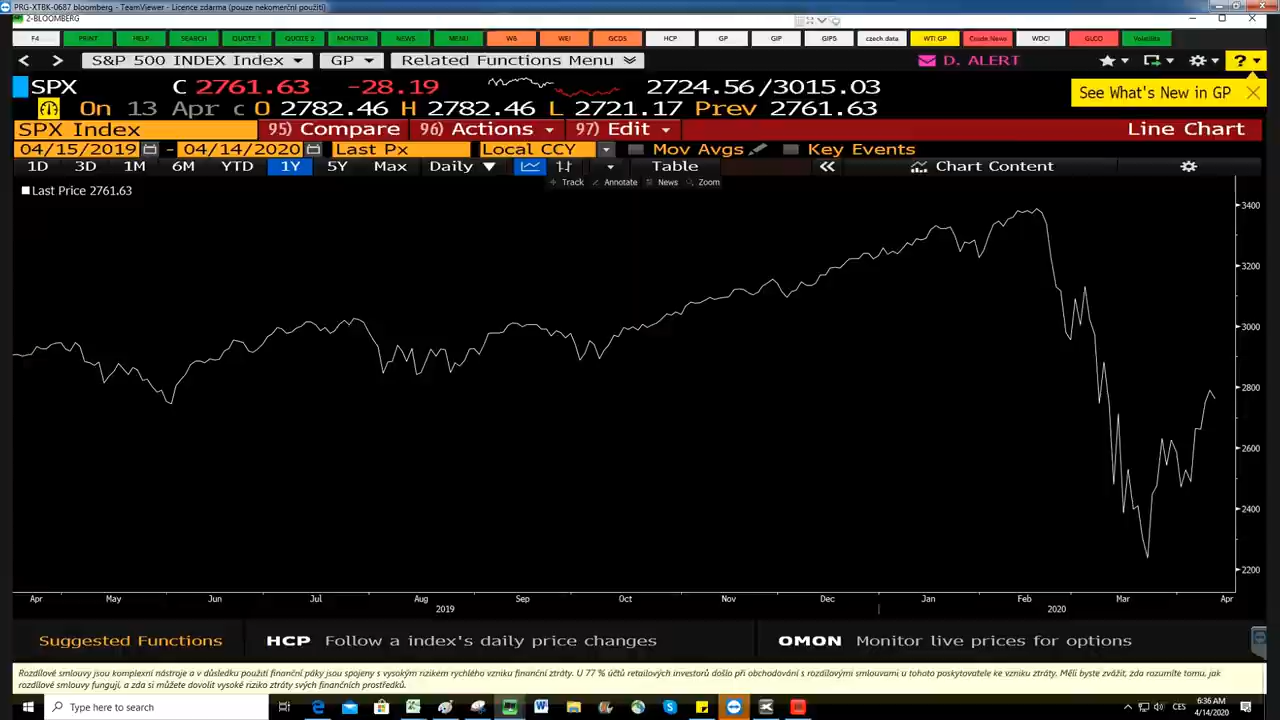 PRG-XTBK-0687 bloomberg - TeamViewer - Licence zdarma (pouze nekomerční použití)
2-BLOOMBERG
F4 PRINT HELP SEARCH QUOTE 1 QUOTE 2 MONITOR NEWS MENU WB WEI GCDS HCP GP GIP GIPS czech data WTI GP Crude.News WDCI GLCO Volatilita
S&P 500 INDEX Index GP Related Functions Menu D. ALERT ?
SPX C 2761.63 -28.19 2724.56 /3015.03 See What's New in GP
On 13 Apr c O 2782.46 H 2782.46 L 2721.17 Prev 2761.63
SPX Index 95) Compare 96) Actions 97) Edit Line Chart
04/15/2019 - 04/14/2020 Last Px Local CCY Mov Avgs Key Events
1D 3D 1M 6M YTD 1Y 5Y Max Daily Table Chart Content
Track Annotate News Zoom
Last Price 2761.63
3400
3200
3000
2800
2600
2400
2200
Apr May Jun Jul Aug Sep Oct Nov Dec Jan Feb Mar Apr
2019 2020
Suggested Functions HCP Follow a index's daily price changes OMON Monitor live prices for options
Rozdílové smlouvy jsou komplexní nástroje a v důsledku použití finanční páky jsou spojeny s vysokým rizikem rychlého vzniku finanční ztráty. U 77 % účtů retailových investorů došlo při obchodování s rozdílovými smlouvami u tohoto poskytovatele ke vzniku ztráty. Měli byste zvážit, zda rozumíte tomu, jak
rozdílové smlouvy fungují, a zda si můžete dovolit vysoké riziko ztráty svých finančních prostředků.
Type here to search CES 6:36 AM
4/14/2020